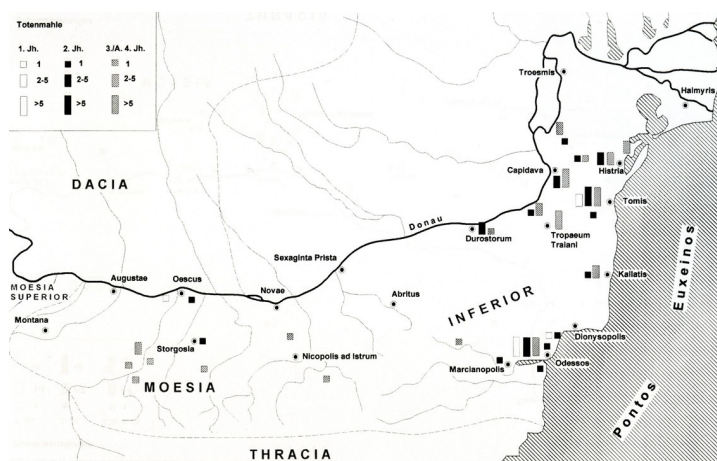 Totenmahle
1. Jh. 2. Jh. 3./A. 4. Jh.
1 1 1
2-5 2-5 2-5
>5 >5 >5
Troesmis
Halmyris
DACIA
Capidava
Histria
Tomis
Donau
Durostorum
Tropaeum
Traiani
Sexaginta Prista
Augustae
Oescus
Novae
Abritus
Kallatis
MOESIA
SUPERIOR
INFERIOR
Euxeinos
Montana
Dionysopolis
Storgosia
Nicopolis ad Istrum
Marcianopolis
Odessos
MOESIA
Pontos
THRACIA